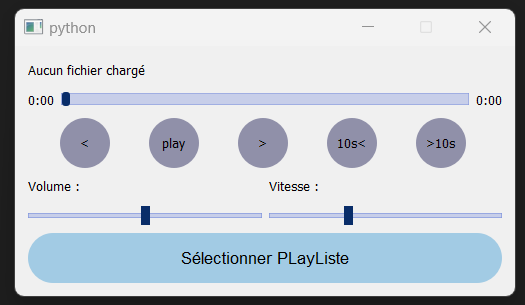 python
Aucun fichier chargé
0:00 0:00
< play > 10s< >10s
Volume : Vitesse :
Sélectionner PLayListe